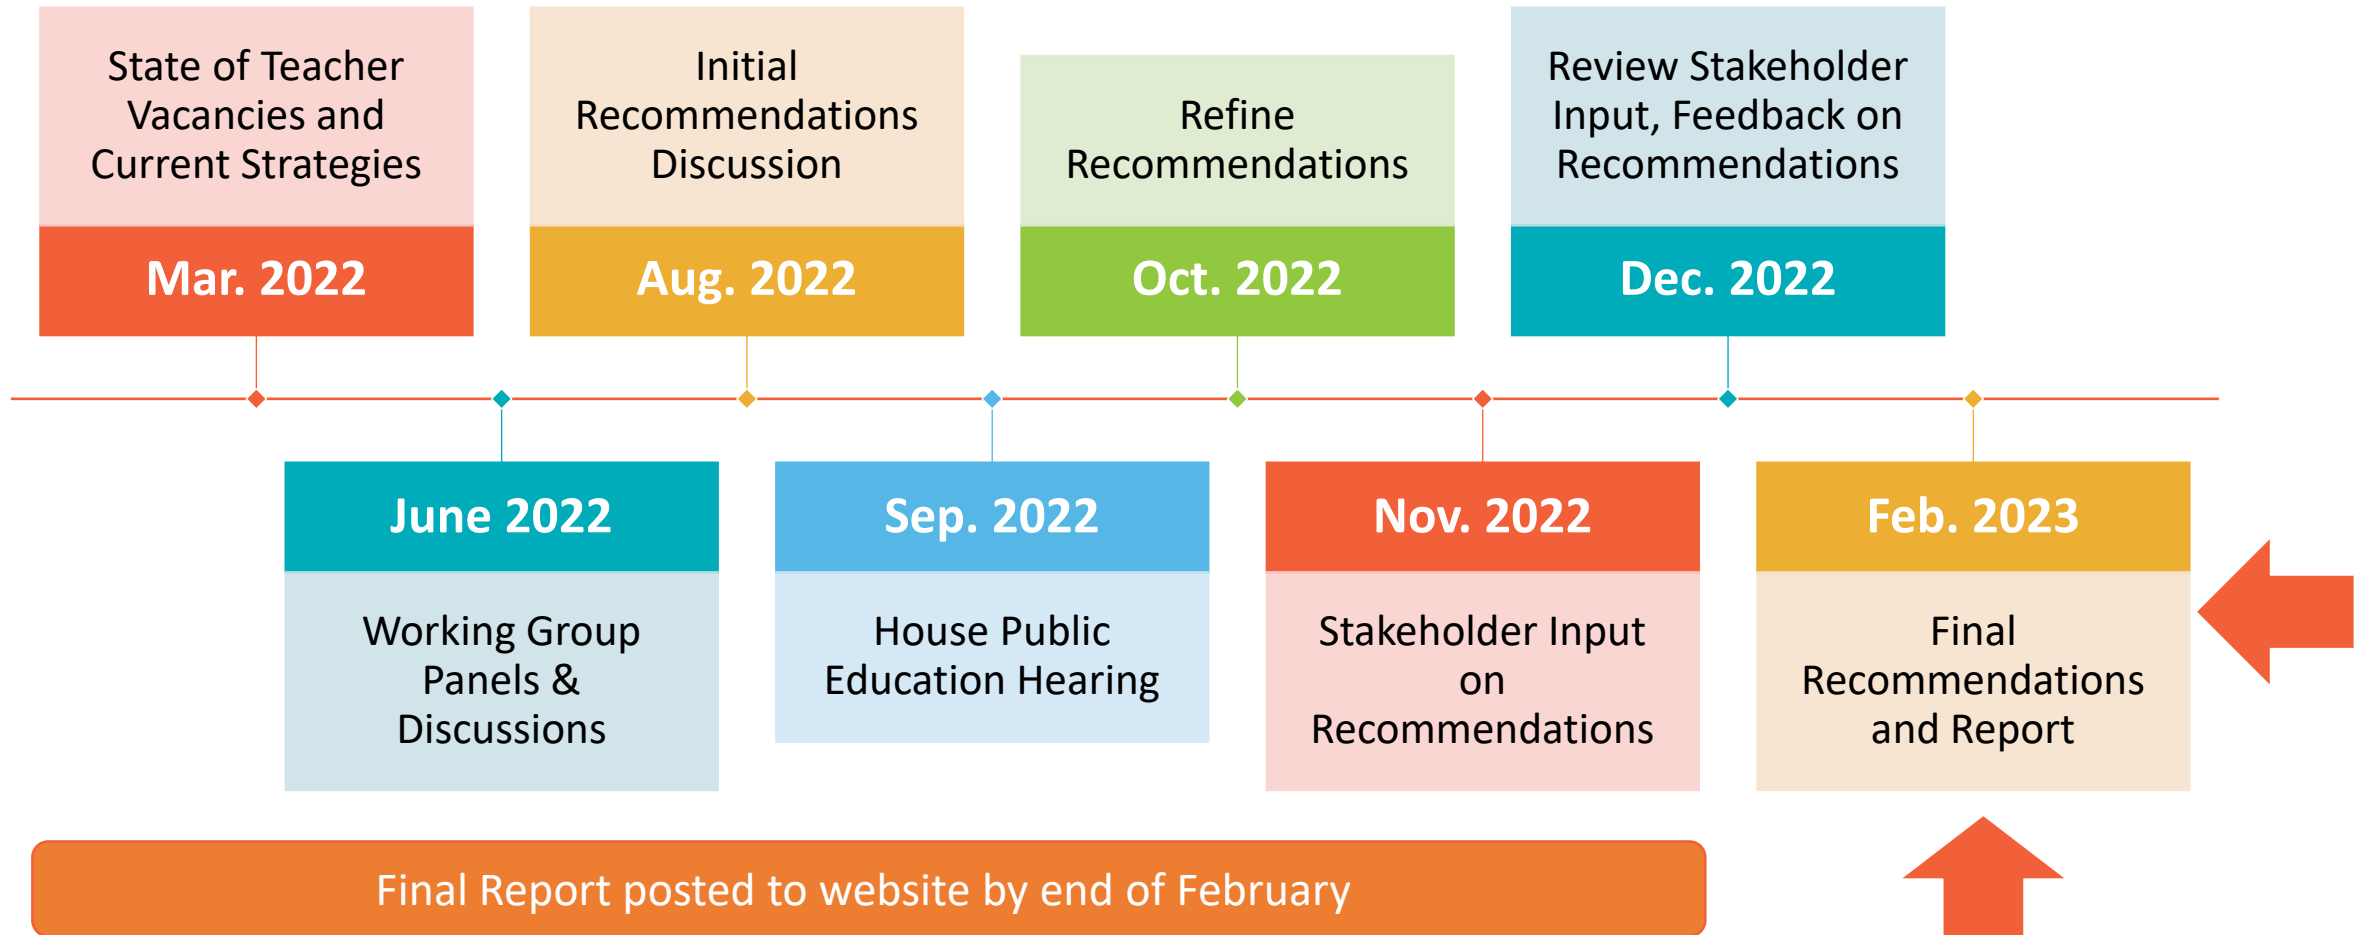 State of Teacher
Vacancies and
Current Strategies
Mar. 2022
Initial
Recommendations
Discussion
Aug. 2022
Refine
Recommendations
Oct. 2022
Review Stakeholder
Input, Feedback on
Recommendations
Dec. 2022
June 2022
Working Group
Panels &
Discussions
Sep. 2022
House Public
Education Hearing
Nov. 2022
Stakeholder Input
on
Recommendations
Feb. 2023
Final
Recommendations
and Report
Final Report posted to website by end of February